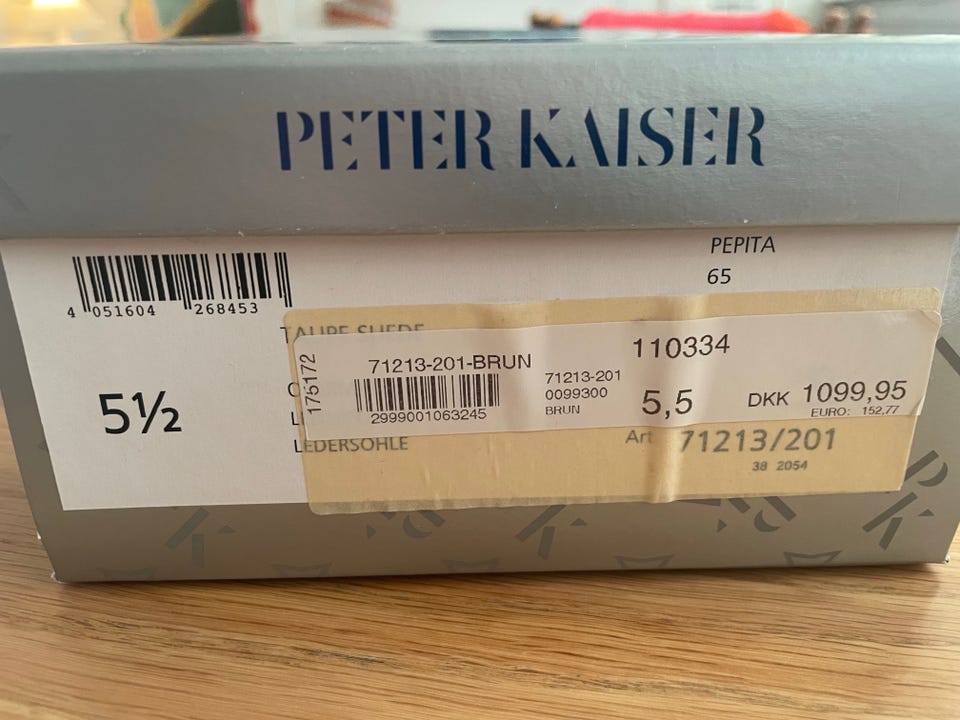 PETER KAISER
PEPITA
65
4 051604 268453
TAUPE SUEDE
5½
LEDERSOHLE
175172
71213-201-BRUN
2999001063245
71213-201
0099300
BRUN
110334
5,5
DKK 1099,95
EURO: 152,77
Art 71213/201
38 2054
PK